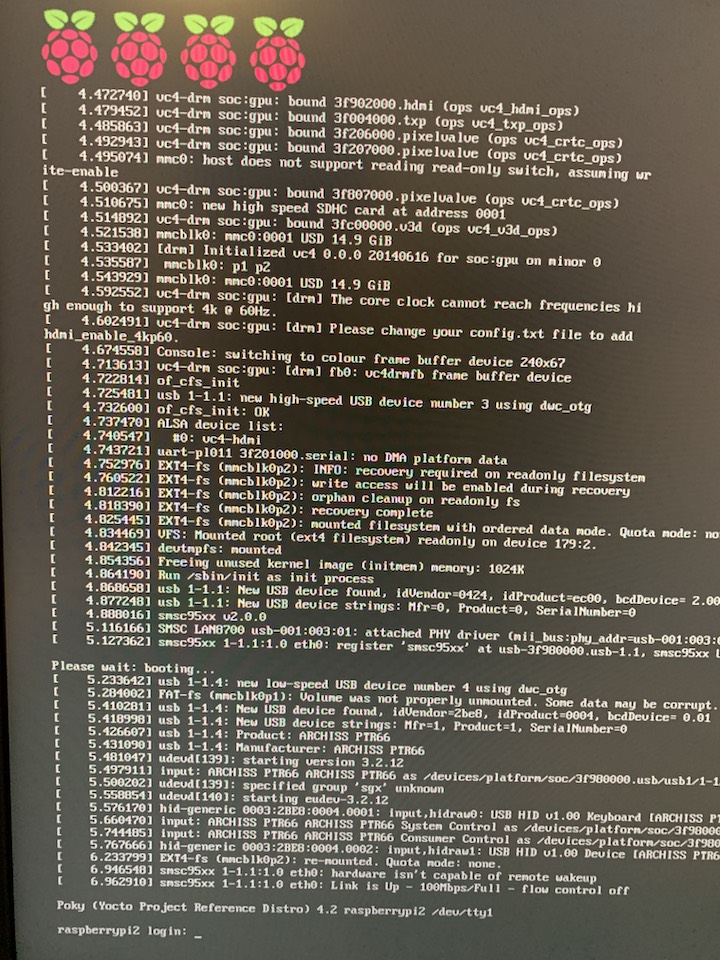 [    4.472740] vc4-drm soc:gpu: bound 3f902000.hdmi (ops vc4_hdmi_ops)
[    4.479452] vc4-drm soc:gpu: bound 3f004000.txp (ops vc4_txp_ops)
[    4.485863] vc4-drm soc:gpu: bound 3f206000.pixelvalve (ops vc4_crtc_ops)
[    4.492943] vc4-drm soc:gpu: bound 3f207000.pixelvalve (ops vc4_crtc_ops)
[    4.495074] mmc0: host does not support reading read-only switch, assuming wr
ite-enable
[    4.500367] vc4-drm soc:gpu: bound 3f807000.pixelvalve (ops vc4_crtc_ops)
[    4.510675] mmc0: new high speed SDHC card at address 0001
[    4.514892] vc4-drm soc:gpu: bound 3fc00000.v3d (ops vc4_v3d_ops)
[    4.521538] mmcblk0: mmc0:0001 USD 14.9 GiB
[    4.533402] [drm] Initialized vc4 0.0.0 20140616 for soc:gpu on minor 0
[    4.535587]  mmcblk0: p1 p2
[    4.543929] mmcblk0: mmc0:0001 USD 14.9 GiB
[    4.592552] vc4-drm soc:gpu: [drm] The core clock cannot reach frequencies hi
gh enough to support 4k @ 60Hz.
[    4.602491] vc4-drm soc:gpu: [drm] Please change your config.txt file to add
hdmi_enable_4kp60.
[    4.674558] Console: switching to colour frame buffer device 240x67
[    4.713613] vc4-drm soc:gpu: [drm] fb0: vc4drmfb frame buffer device
[    4.722814] of_cfs_init
[    4.725481] usb 1-1.1: new high-speed USB device number 3 using dwc_otg
[    4.732600] of_cfs_init: OK
[    4.737470] ALSA device list:
[    4.740547]   #0: vc4-hdmi
[    4.743721] uart-pl011 3f201000.serial: no DMA platform data
[    4.752976] EXT4-fs (mmcblk0p2): INFO: recovery required on readonly filesystem
[    4.760522] EXT4-fs (mmcblk0p2): write access will be enabled during recovery
[    4.812216] EXT4-fs (mmcblk0p2): orphan cleanup on readonly fs
[    4.818390] EXT4-fs (mmcblk0p2): recovery complete
[    4.825445] EXT4-fs (mmcblk0p2): mounted filesystem with ordered data mode. Quota mode: no
[    4.834469] VFS: Mounted root (ext4 filesystem) readonly on device 179:2.
[    4.842345] devtmpfs: mounted
[    4.854356] Freeing unused kernel image (initmem) memory: 1024K
[    4.864190] Run /sbin/init as init process
[    4.868658] usb 1-1.1: New USB device found, idVendor=0424, idProduct=ec00, bcdDevice= 2.00
[    4.877248] usb 1-1.1: New USB device strings: Mfr=0, Product=0, SerialNumber=0
[    4.888016] smsc95xx v2.0.0
[    5.116166] SMSC LAN8700 usb-001:003:01: attached PHY driver (mii_bus:phy_addr=usb-001:003:0
[    5.127362] smsc95xx 1-1.1:1.0 eth0: register 'smsc95xx' at usb-3f980000.usb-1.1, smsc95xx U
Please wait: booting...
[    5.233642] usb 1-1.4: new low-speed USB device number 4 using dwc_otg
[    5.284002] FAT-fs (mmcblk0p1): Volume was not properly unmounted. Some data may be corrupt.
[    5.410281] usb 1-1.4: New USB device found, idVendor=2be8, idProduct=0004, bcdDevice= 0.01
[    5.418998] usb 1-1.4: New USB device strings: Mfr=1, Product=1, SerialNumber=0
[    5.426607] usb 1-1.4: Product: ARCHISS PTR66
[    5.431090] usb 1-1.4: Manufacturer: ARCHISS PTR66
[    5.481047] udevd[139]: starting version 3.2.12
[    5.497911] input: ARCHISS PTR66 ARCHISS PTR66 as /devices/platform/soc/3f980000.usb/usb1/1-1
[    5.500202] udevd[139]: specified group 'sgx' unknown
[    5.558854] udevd[140]: starting eudev-3.2.12
[    5.576170] hid-generic 0003:2BE8:0004.0001: input,hidraw0: USB HID v1.00 Keyboard [ARCHISS PT
[    5.660470] input: ARCHISS PTR66 ARCHISS PTR66 System Control as /devices/platform/soc/3f98000
[    5.744485] input: ARCHISS PTR66 ARCHISS PTR66 Consumer Control as /devices/platform/soc/3f980
[    5.767666] hid-generic 0003:2BE8:0004.0002: input,hidraw1: USB HID v1.00 Device [ARCHISS PTR6
[    6.233799] EXT4-fs (mmcblk0p2): re-mounted. Quota mode: none.
[    6.946548] smsc95xx 1-1.1:1.0 eth0: hardware isn't capable of remote wakeup
[    6.962910] smsc95xx 1-1.1:1.0 eth0: Link is Up - 100Mbps/Full - flow control off
Poky (Yocto Project Reference Distro) 4.2 raspberrypi2 /dev/tty1
raspberrypi2 login: _